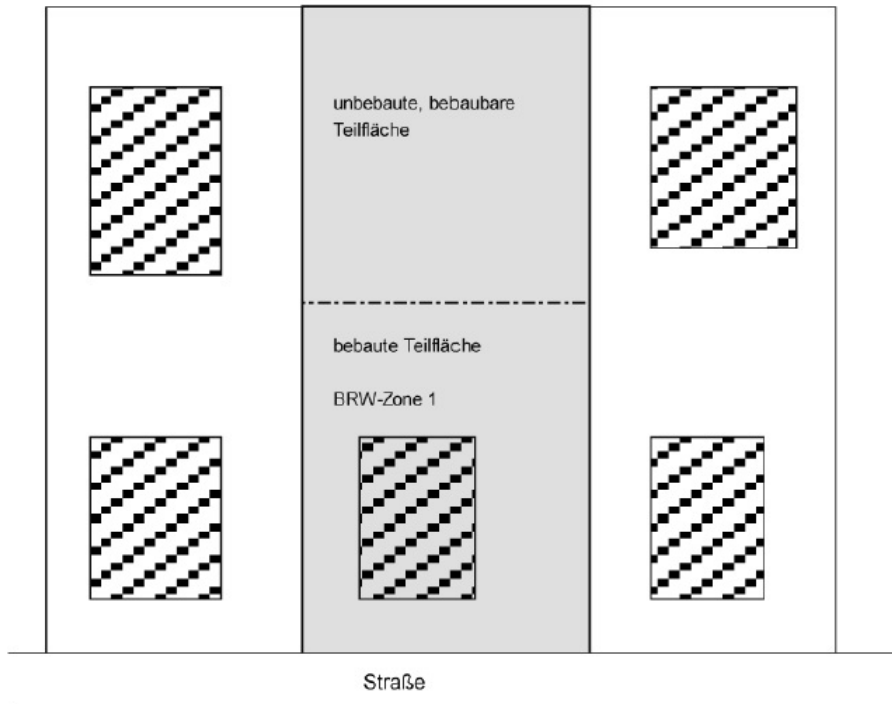 unbebaute, bebaubare
Teilfläche
bebaute Teilfläche
BRW-Zone 1
Straße